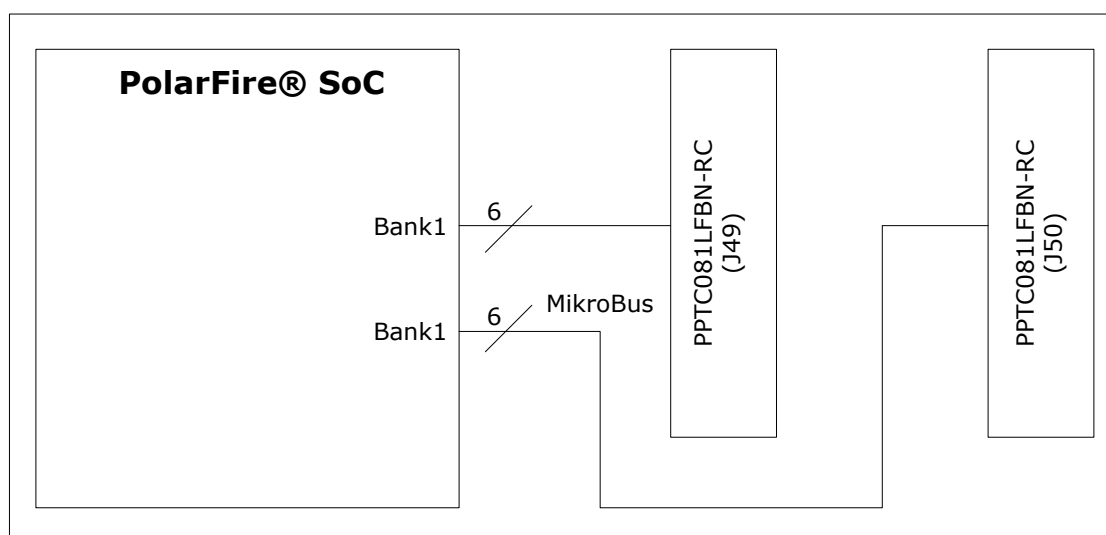 PolarFire® SoC
Bank1
6
PPTC081LFBN-RC
(J49)
PPTC081LFBN-RC
(J50)
Bank1
6
MikroBus